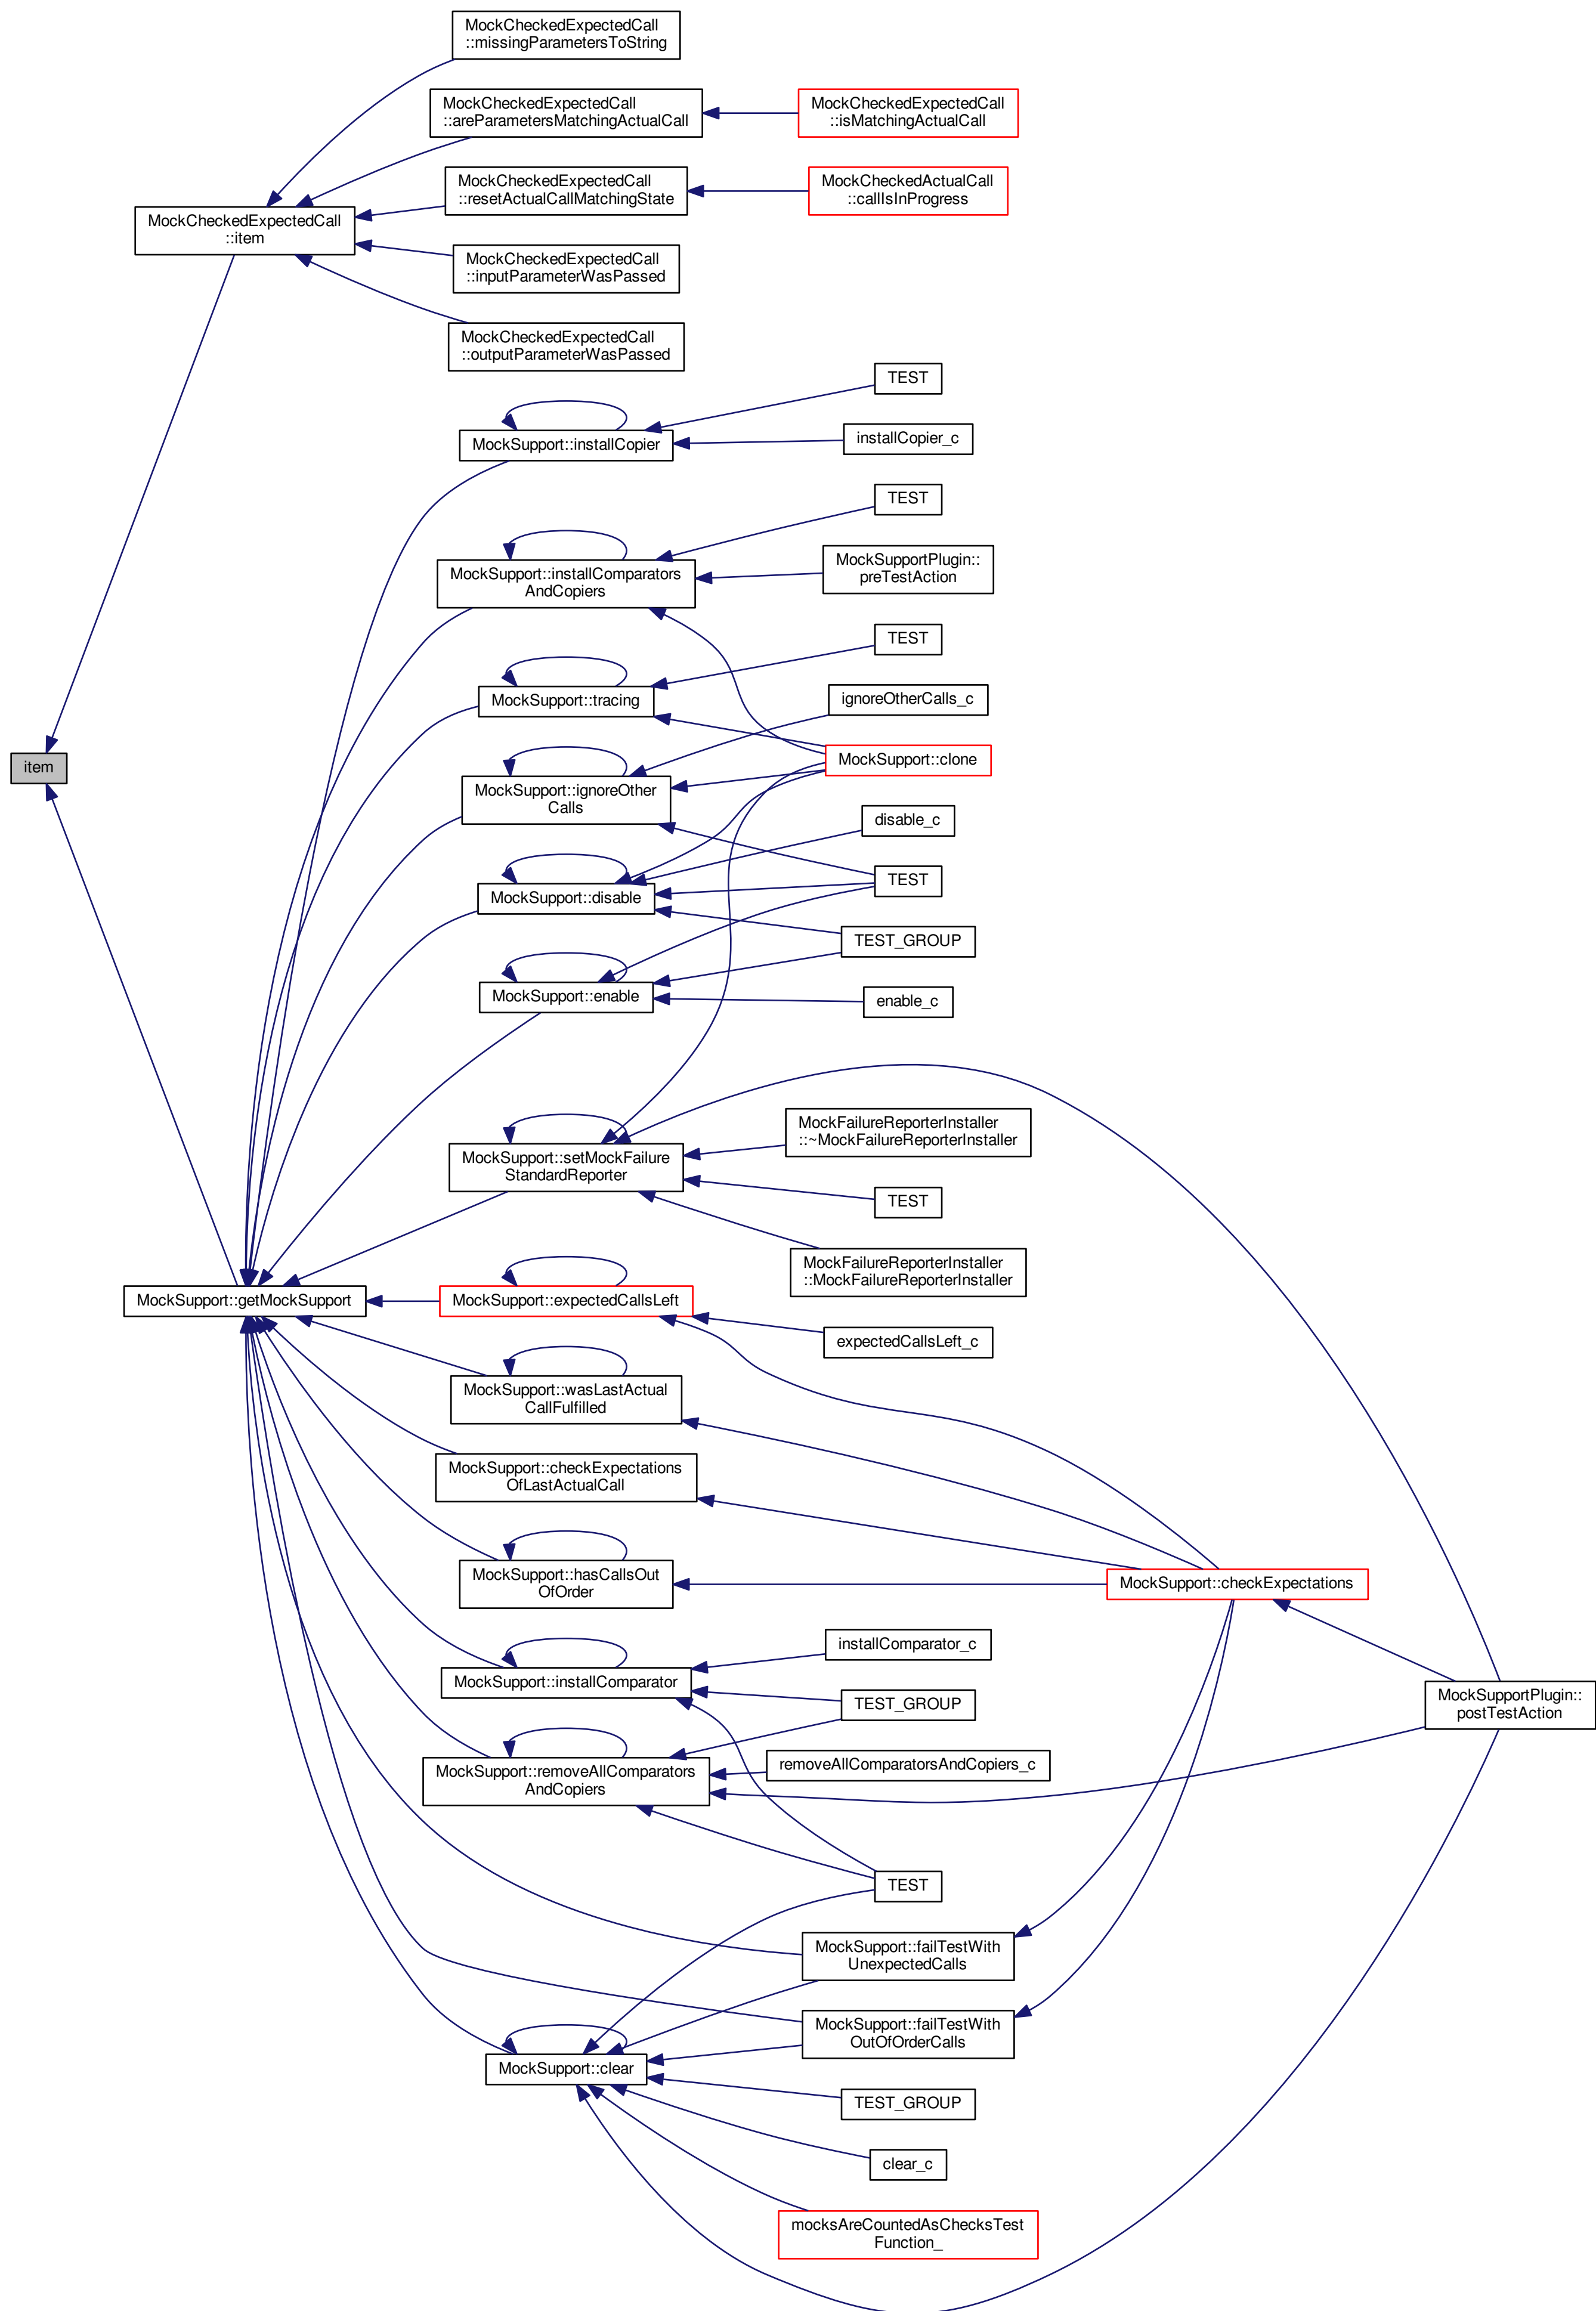 MockCheckedExpectedCall
::missingParametersToString
MockCheckedExpectedCall
::areParametersMatchingActualCall
MockCheckedExpectedCall
::isMatchingActualCall
MockCheckedExpectedCall
::resetActualCallMatchingState
MockCheckedActualCall
::callIsInProgress
MockCheckedExpectedCall
::item
MockCheckedExpectedCall
::inputParameterWasPassed
MockCheckedExpectedCall
::outputParameterWasPassed
TEST
MockSupport::installCopier
installCopier_c
TEST
MockSupport::installComparators
AndCopiers
MockSupportPlugin::
preTestAction
TEST
MockSupport::tracing
ignoreOtherCalls_c
item
MockSupport::clone
MockSupport::ignoreOther
Calls
disable_c
TEST
MockSupport::disable
TEST_GROUP
MockSupport::enable
enable_c
MockFailureReporterInstaller
::~MockFailureReporterInstaller
MockSupport::setMockFailure
StandardReporter
TEST
MockFailureReporterInstaller
::MockFailureReporterInstaller
MockSupport::getMockSupport
MockSupport::expectedCallsLeft
expectedCallsLeft_c
MockSupport::wasLastActual
CallFulfilled
MockSupport::checkExpectations
OfLastActualCall
MockSupport::hasCallsOut
OfOrder
MockSupport::checkExpectations
installComparator_c
MockSupport::installComparator
TEST_GROUP
MockSupportPlugin::
postTestAction
MockSupport::removeAllComparators
AndCopiers
removeAllComparatorsAndCopiers_c
TEST
MockSupport::failTestWith
UnexpectedCalls
MockSupport::failTestWith
OutOfOrderCalls
MockSupport::clear
TEST_GROUP
clear_c
mocksAreCountedAsChecksTest
Function_